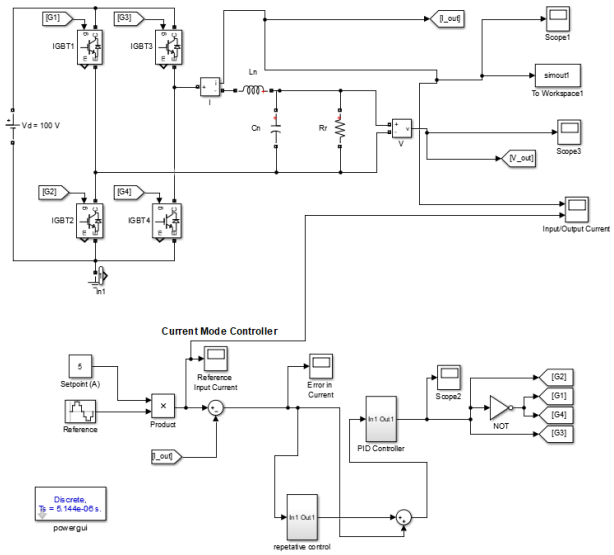 [G1]
[G3]
[I_out]
Scope1
IGBT1
IGBT3
Ln
simout1
To Workspace1
g
C
m
E
g
C
m
E
+
i
-
I
Vd = 100 V
Cn
Rr
+
-
v
V
Scope3
[V_out]
[G2]
[G4]
IGBT2
IGBT4
g
C
m
E
g
C
m
E
Input/Output Current
In1
Current Mode Controller
5
Setpoint (A)
Reference
Input Current
Error in
Current
Scope2
[G2]
[G1]
[G4]
[G3]
NOT
Reference
×
Product
In1 Out1
PID Controller
[I_out]
Discrete,
Ts = 5.144e-06 s.
powergui
In1 Out1
repetative control